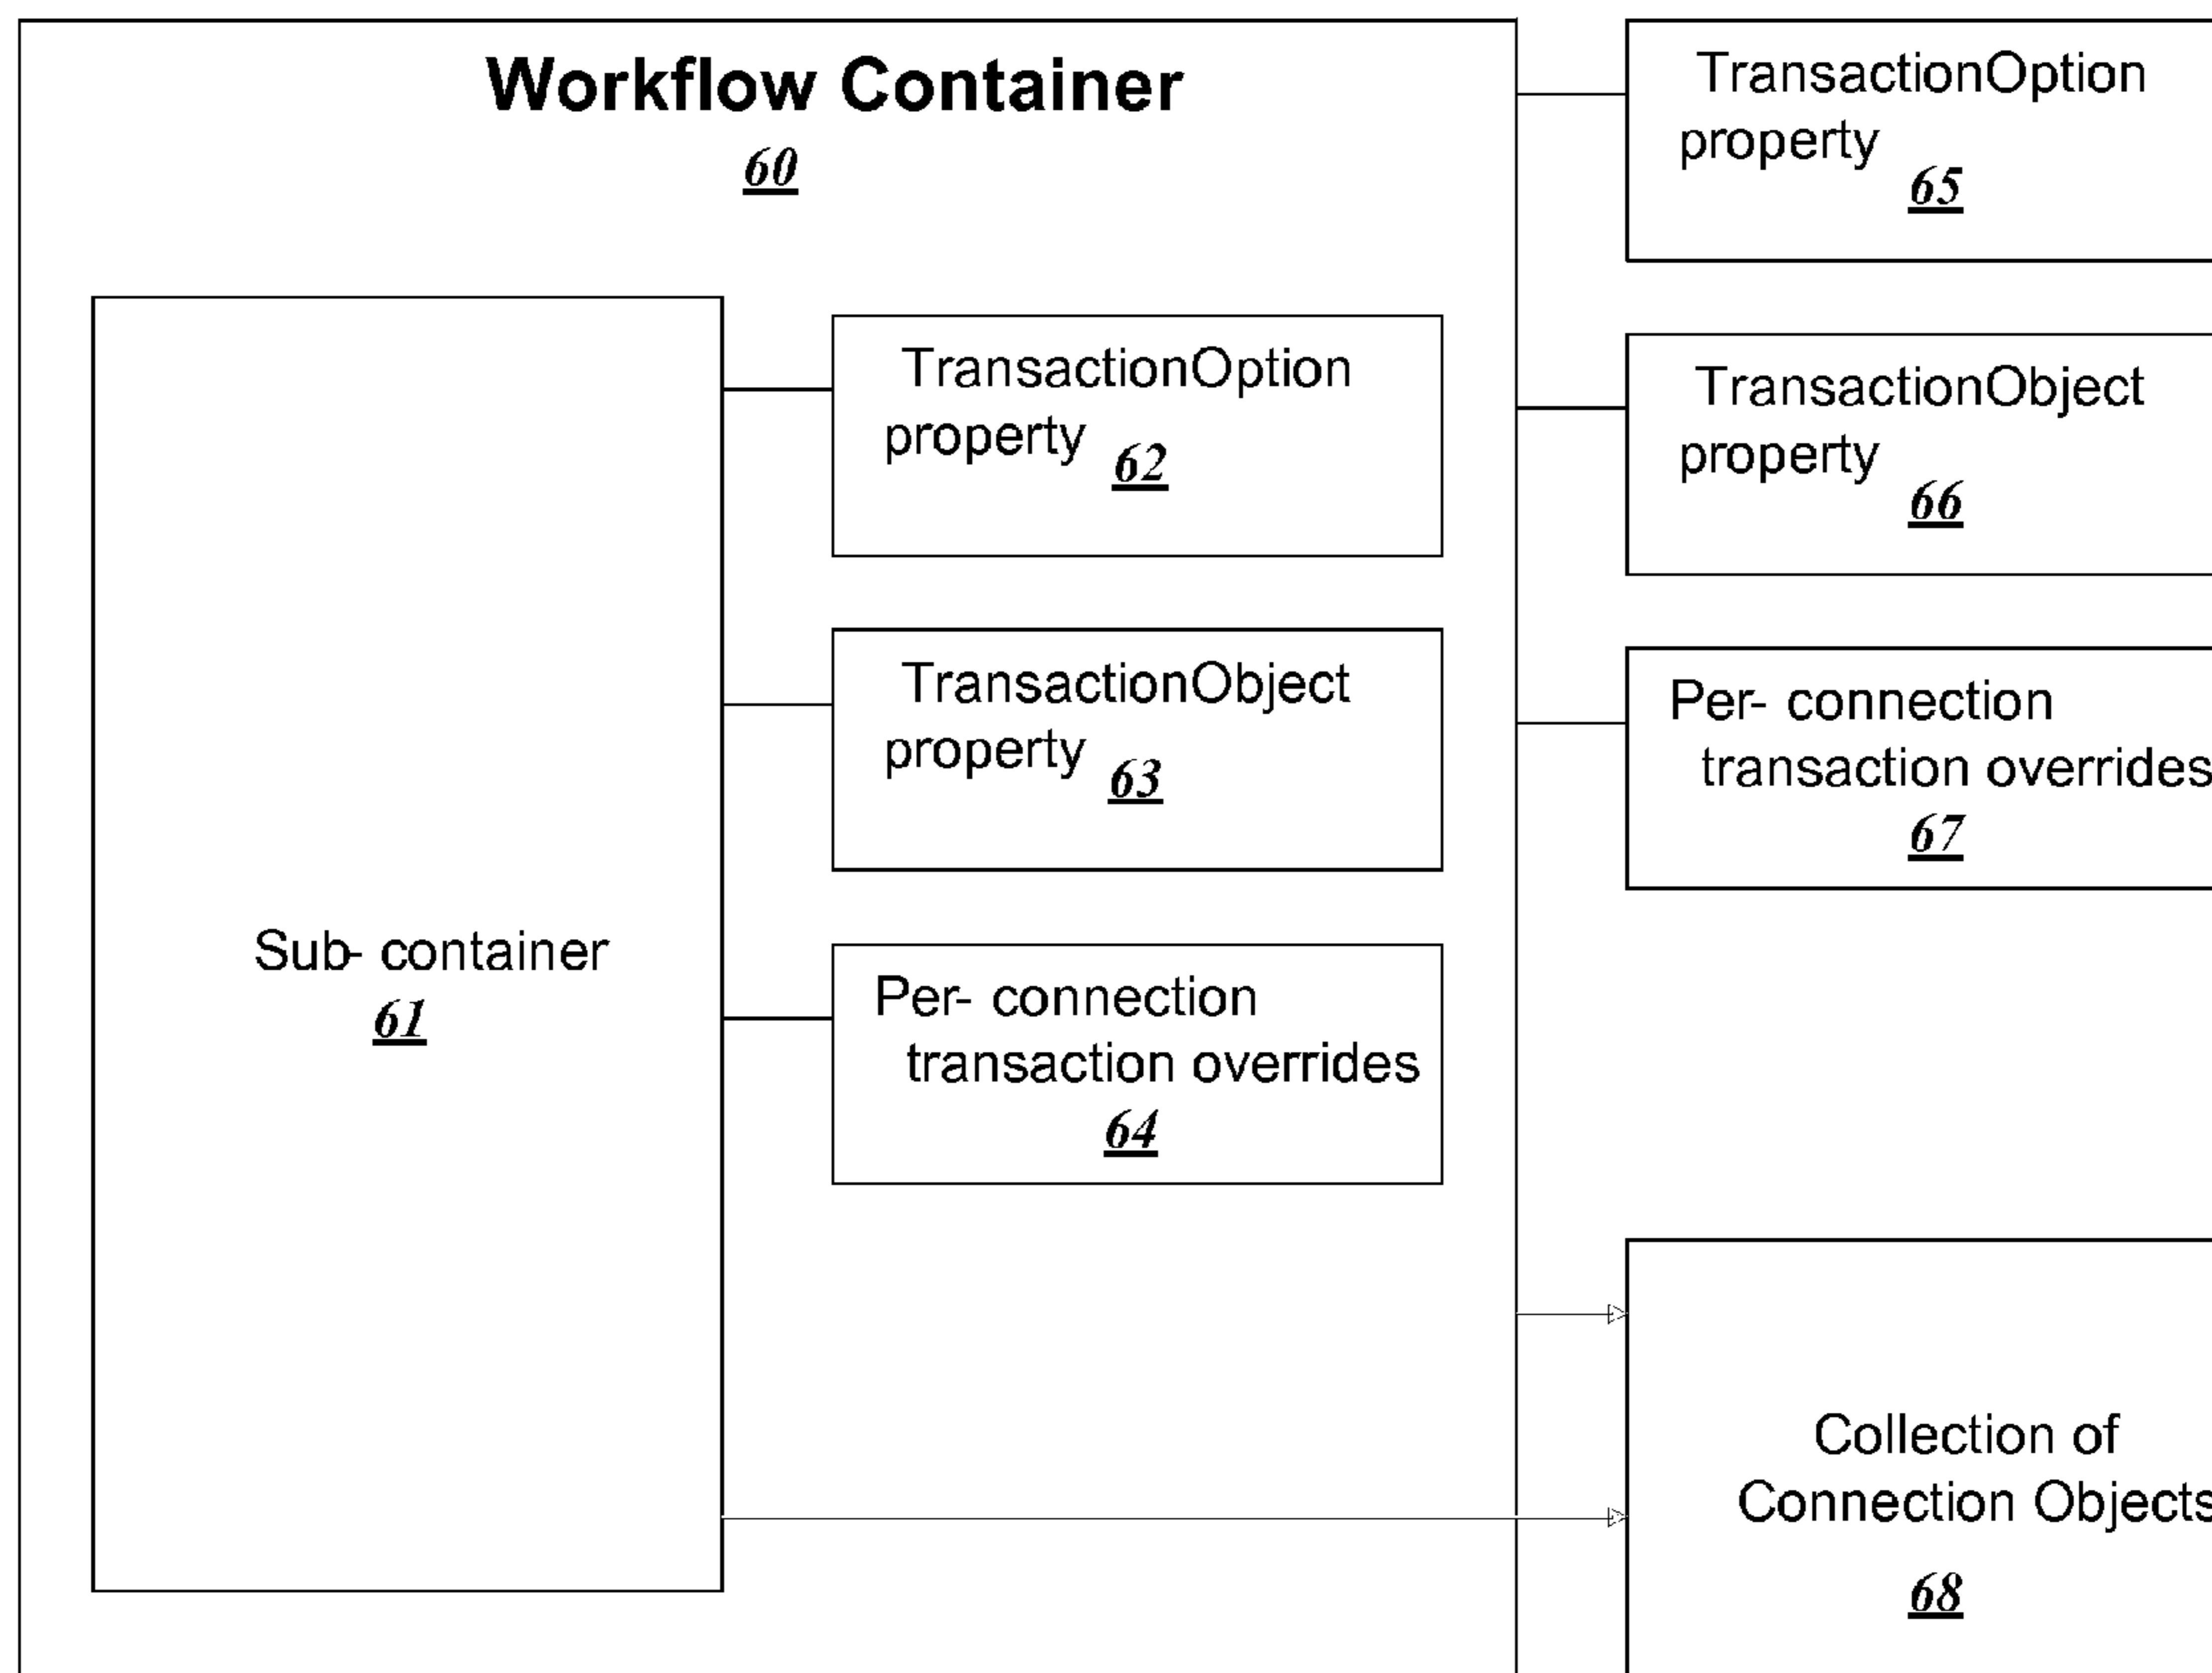 Workflow Container
60
TransactionOption
property
65
TransactionOption
property
62
TransactionObject
property
66
TransactionObject
property
63
Per- connection
transaction overrides
67
Sub- container
61
Per- connection
transaction overrides
64
Collection of
Connection Objects
68